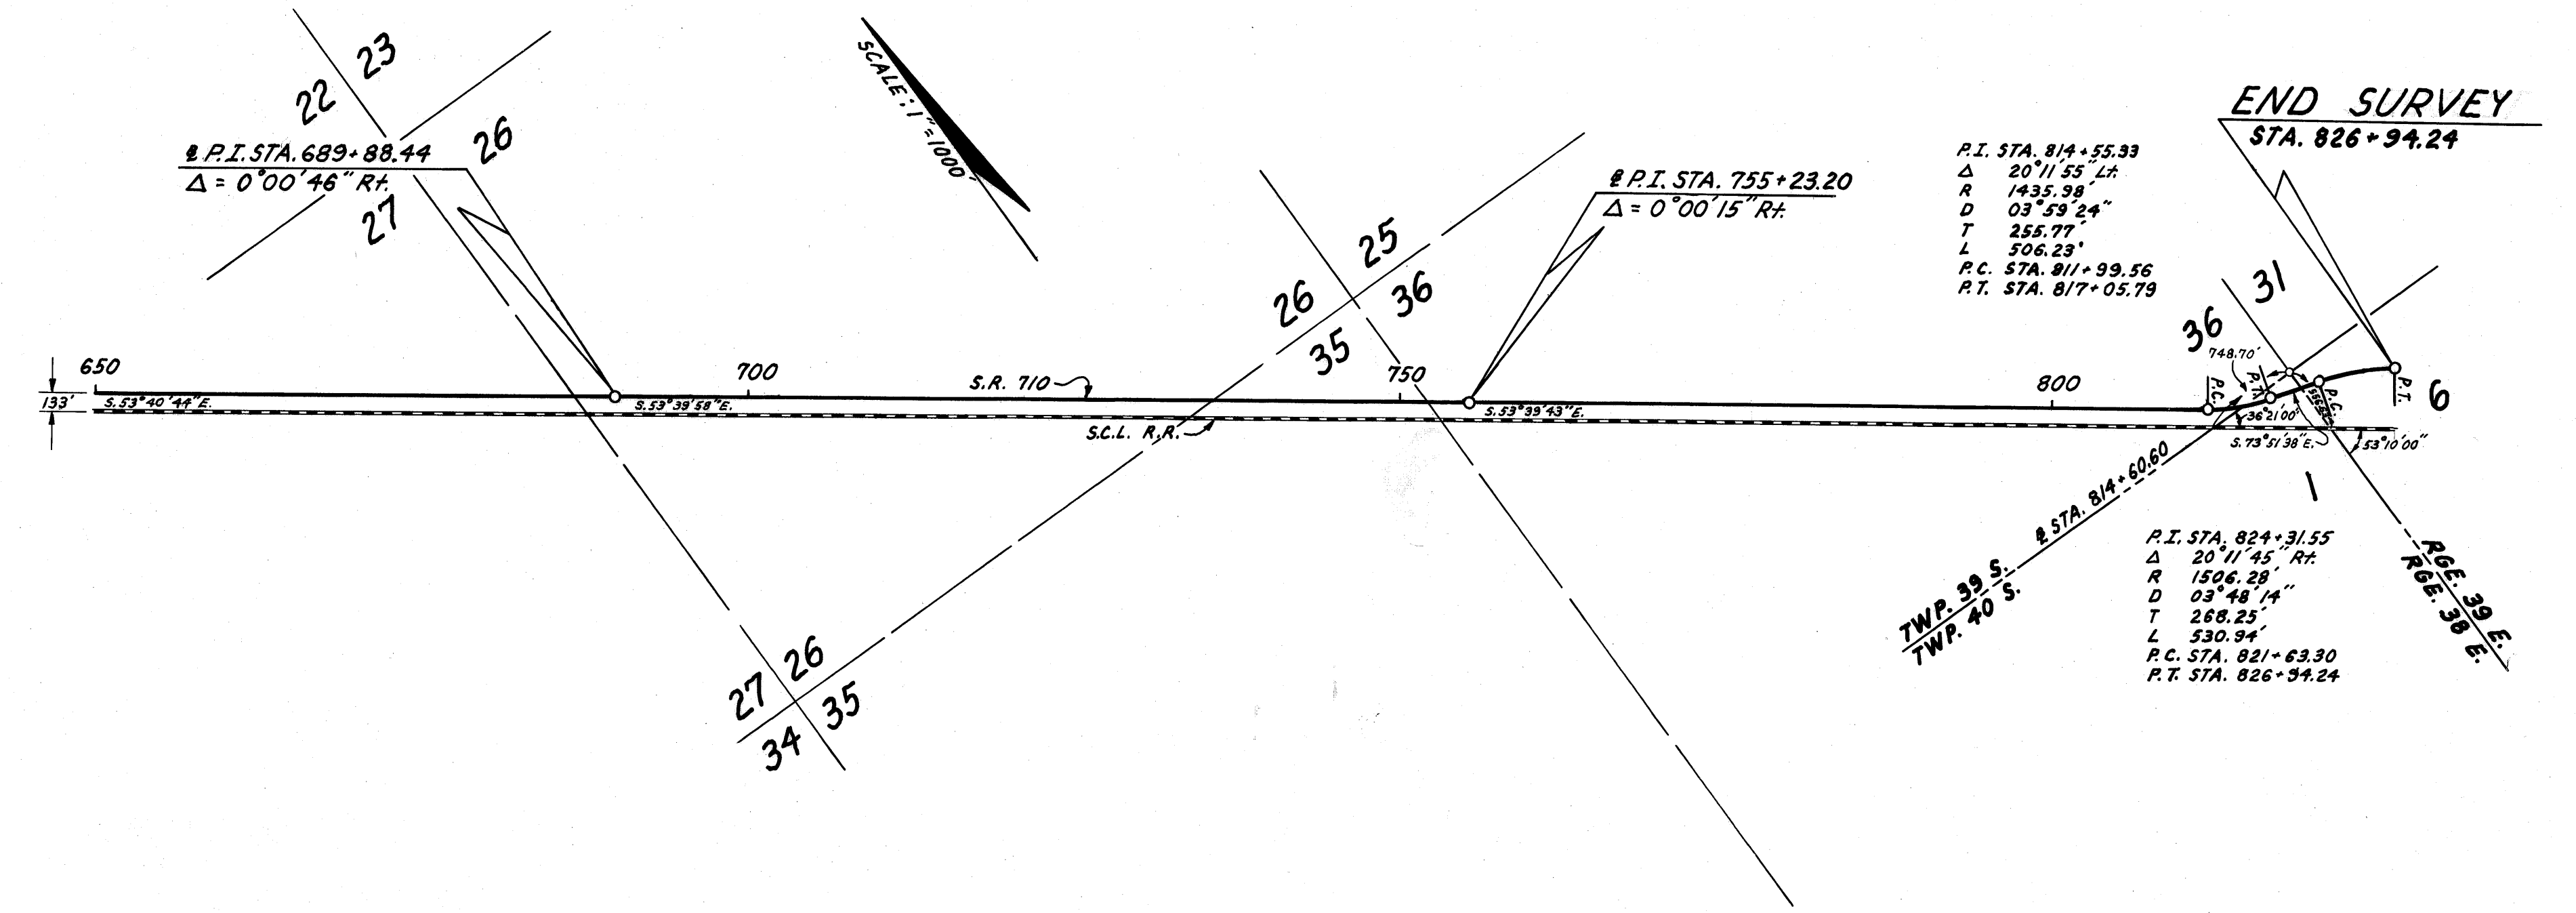 22
23
26
27
℄ P.I. STA. 689+88.44
Δ = 0°00'46" Rt.
SCALE: 1"=1000'
25
26
36
35
℄ P.I. STA. 755+23.20
Δ = 0°00'15" Rt.
END SURVEY
STA. 826+94.24
P.I. STA. 814+55.33
Δ 20°11'55" Lt.
R 1435.98'
D 03°59'24"
T 255.77'
L 506.23'
P.C. STA. 811+99.56
P.T. STA. 817+05.79
31
36
748.70'
6
1
650
700
750
800
133'
S.53°40'44"E.
S.53°39'58"E.
S.R. 710
S.C.L. R.R.
S.53°39'43"E.
P.C.
P.T.
P.C.
P.T.
36°21'00"
S.73°51'38"E.
53°10'00"
℄ STA. 814+60.60
TWP. 39 S.
TWP. 40 S.
RGE. 39 E.
RGE. 38 E.
P.I. STA. 824+31.55
Δ 20°11'45" Rt.
R 1506.28'
D 03°48'14"
T 268.25'
L 530.94'
P.C. STA. 821+63.30
P.T. STA. 826+94.24
27
26
34
35